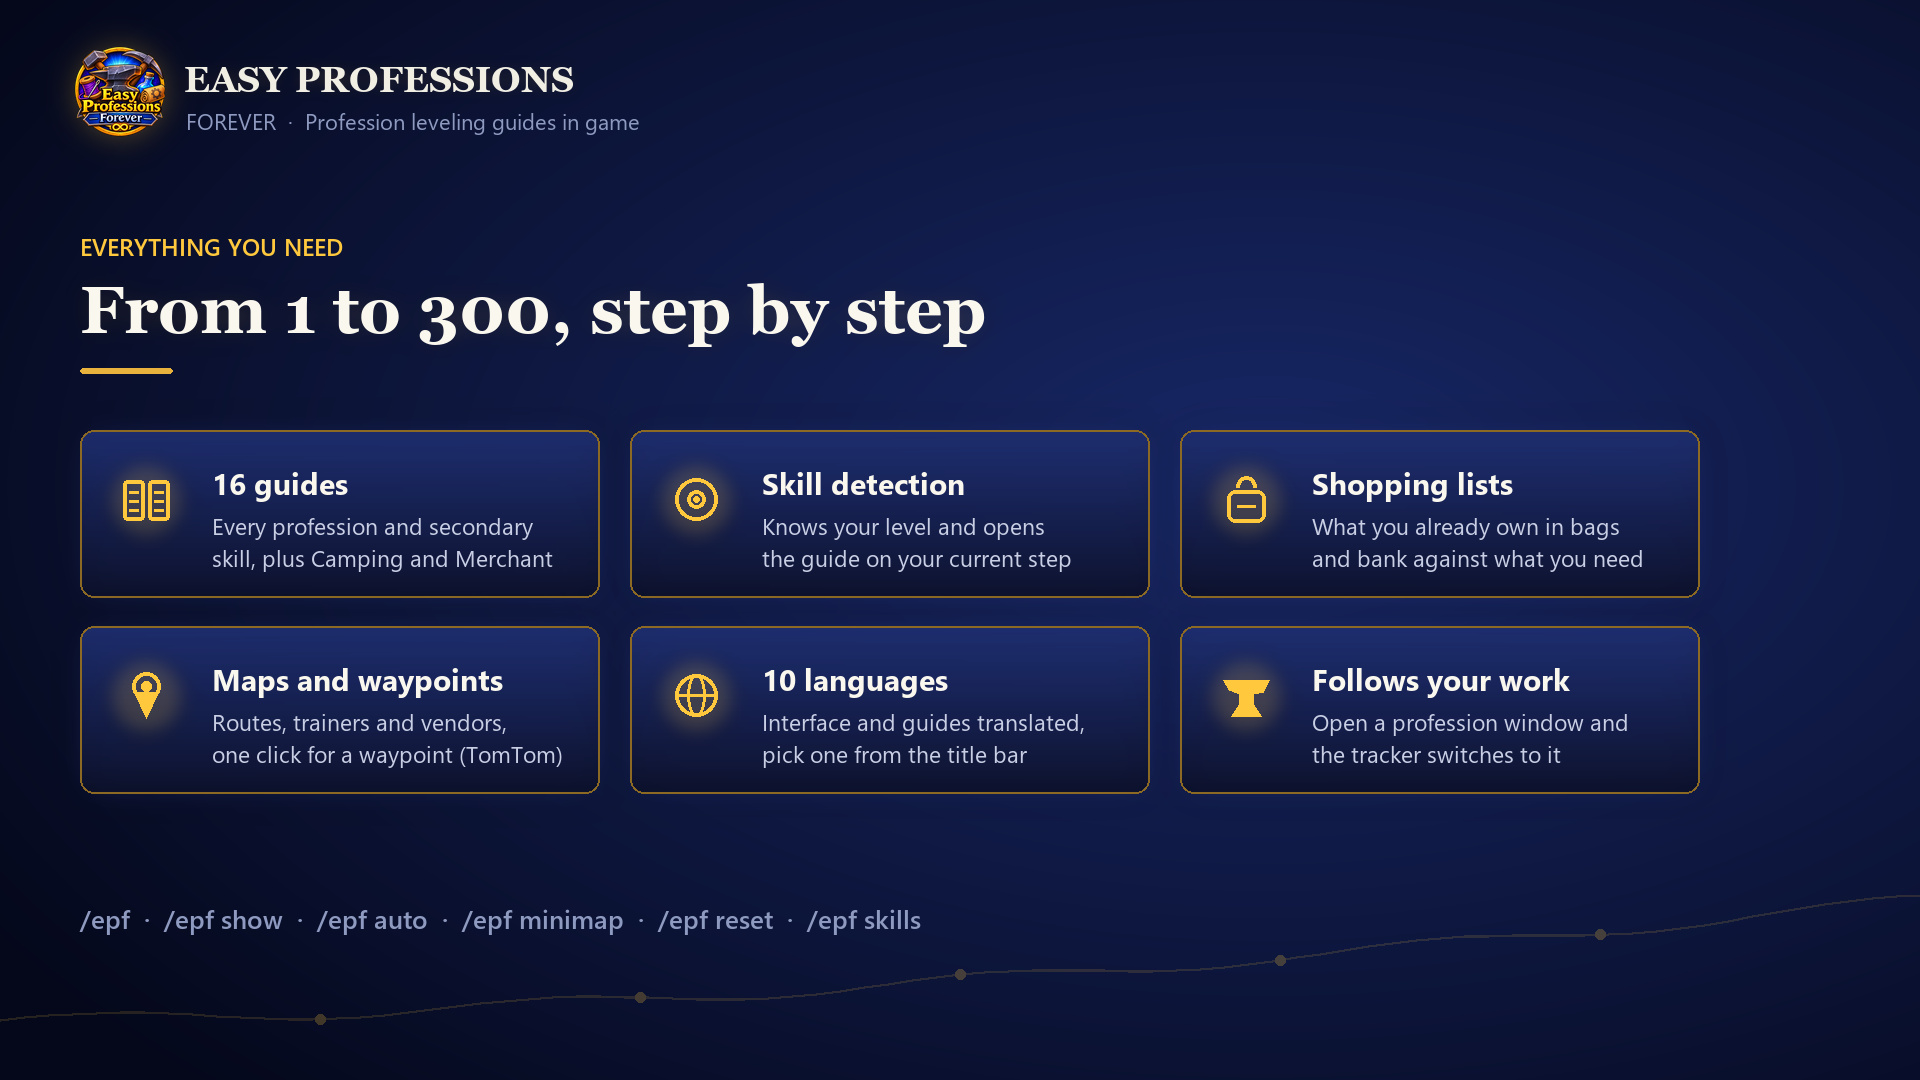 Easy
Professions
Forever
EASY PROFESSIONS
FOREVER · Profession leveling guides in game
EVERYTHING YOU NEED
From 1 to 300, step by step
16 guides
Every profession and secondary
skill, plus Camping and Merchant
Skill detection
Knows your level and opens
the guide on your current step
Shopping lists
What you already own in bags
and bank against what you need
Maps and waypoints
Routes, trainers and vendors,
one click for a waypoint (TomTom)
10 languages
Interface and guides translated,
pick one from the title bar
Follows your work
Open a profession window and
the tracker switches to it
/epf · /epf show · /epf auto · /epf minimap · /epf reset · /epf skills